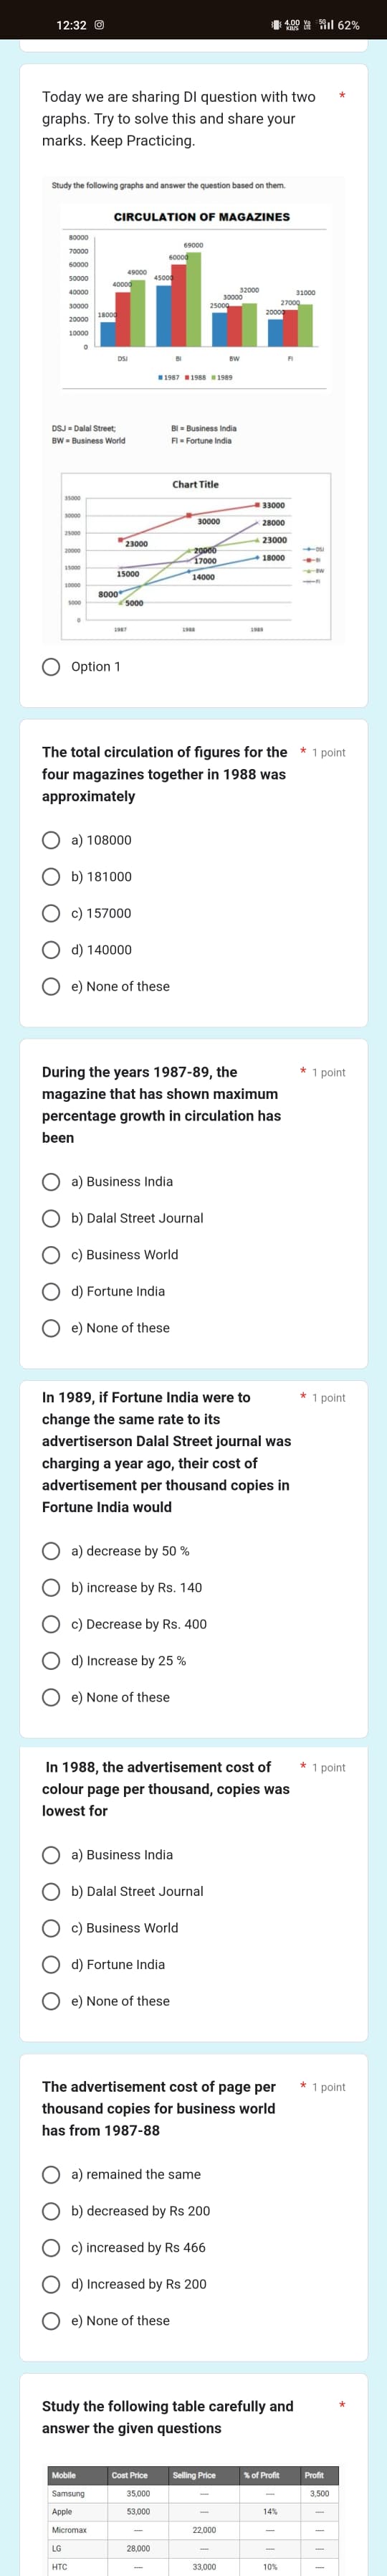 12:32
4.00
KB/S
5G
62%
Today we are sharing DI question with two *
graphs. Try to solve this and share your
marks. Keep Practicing.
Study the following graphs and answer the question based on them.
CIRCULATION OF MAGAZINES
80000
70000
60000
50000
40000
30000
20000
10000
0
18000
40000
49000
45000
60000
69000
25000
30000
32000
20000
27000
31000
DSJ BI BW FI
1987 1988 1989
DSJ = Dalal Street; BI = Business India
BW = Business World FI = Fortune India
Chart Title
35000
30000
25000
20000
15000
10000
5000
0
23000
15000
8000
5000
30000
20000
17000
14000
33000
28000
23000
18000
DSJ
BI
BW
FI
1987 1988 1989
Option 1
The total circulation of figures for the * 1 point
four magazines together in 1988 was
approximately
a) 108000
b) 181000
c) 157000
d) 140000
e) None of these
During the years 1987-89, the * 1 point
magazine that has shown maximum
percentage growth in circulation has
been
a) Business India
b) Dalal Street Journal
c) Business World
d) Fortune India
e) None of these
In 1989, if Fortune India were to * 1 point
change the same rate to its
advertiserson Dalal Street journal was
charging a year ago, their cost of
advertisement per thousand copies in
Fortune India would
a) decrease by 50 %
b) increase by Rs. 140
c) Decrease by Rs. 400
d) Increase by 25 %
e) None of these
In 1988, the advertisement cost of * 1 point
colour page per thousand, copies was
lowest for
a) Business India
b) Dalal Street Journal
c) Business World
d) Fortune India
e) None of these
The advertisement cost of page per * 1 point
thousand copies for business world
has from 1987-88
a) remained the same
b) decreased by Rs 200
c) increased by Rs 466
d) Increased by Rs 200
e) None of these
Study the following table carefully and *
answer the given questions
Mobile Cost Price Selling Price % of Profit Profit
Samsung 35,000 — — 3,500
Apple 53,000 — 14% —
Micromax — 22,000 — —
LG 28,000 — — —
HTC — 33,000 10% —